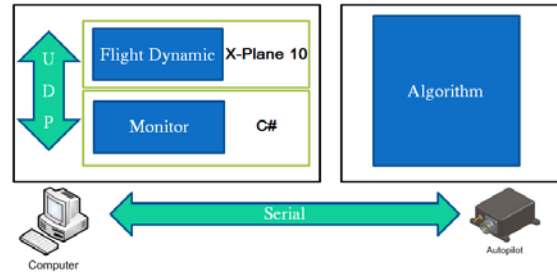 U
D
P
Flight Dynamic X-Plane 10
Monitor C#
Algorithm
Serial
Computer
Autopilot